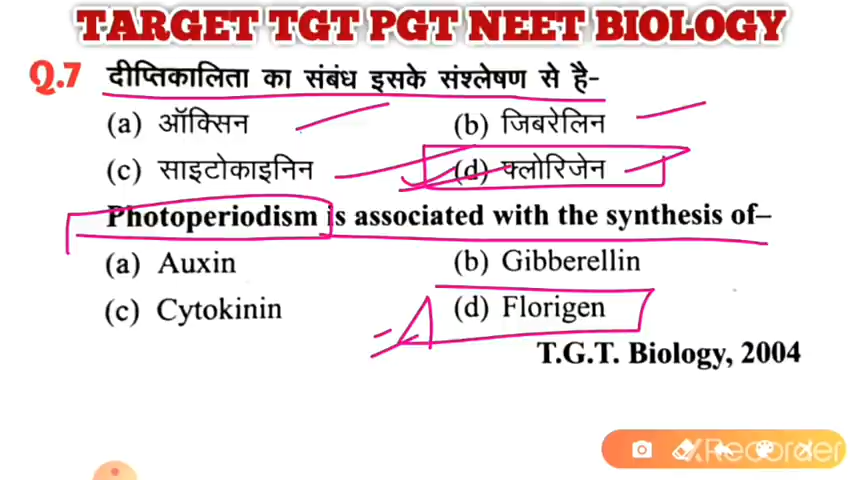 TARGET TGT PGT NEET BIOLOGY
Q.7 दीप्तिकालिता का संबंध इसके संश्लेषण से है-
(a) ऑक्सिन (b) जिबरेलिन
(c) साइटोकाइनिन (d) फ्लोरिजेन
Photoperiodism is associated with the synthesis of–
(a) Auxin (b) Gibberellin
(c) Cytokinin (d) Florigen
T.G.T. Biology, 2004
XRecorder